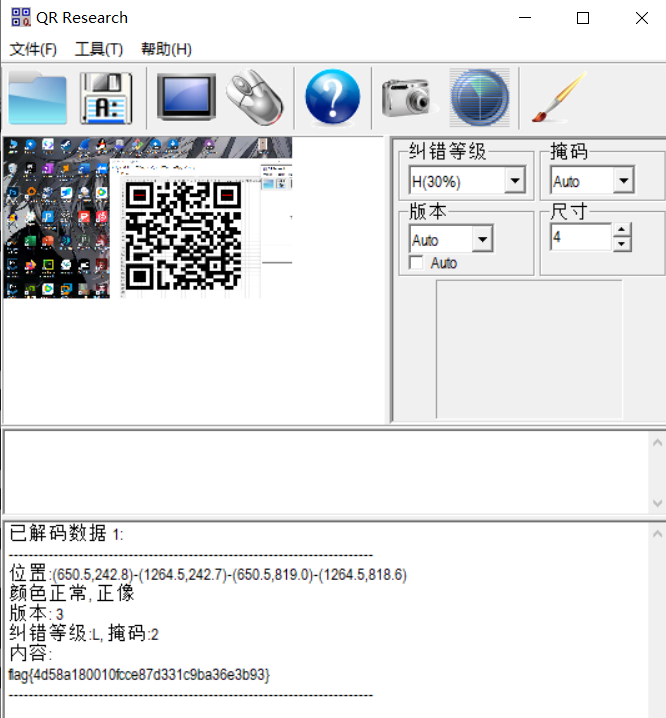 QR Research
文件(F) 工具(T) 帮助(H)
纠错等级 掩码
H(30%) Auto
版本 尺寸
Auto 4
Auto
已解码数据 1:
--------------------------------------------------------------------------------
位置:(650.5,242.8)-(1264.5,242.7)-(650.5,819.0)-(1264.5,818.6)
颜色正常, 正像
版本: 3
纠错等级:L, 掩码:2
内容:
flag{4d58a180010fcce87d331c9ba36e3b93}
--------------------------------------------------------------------------------